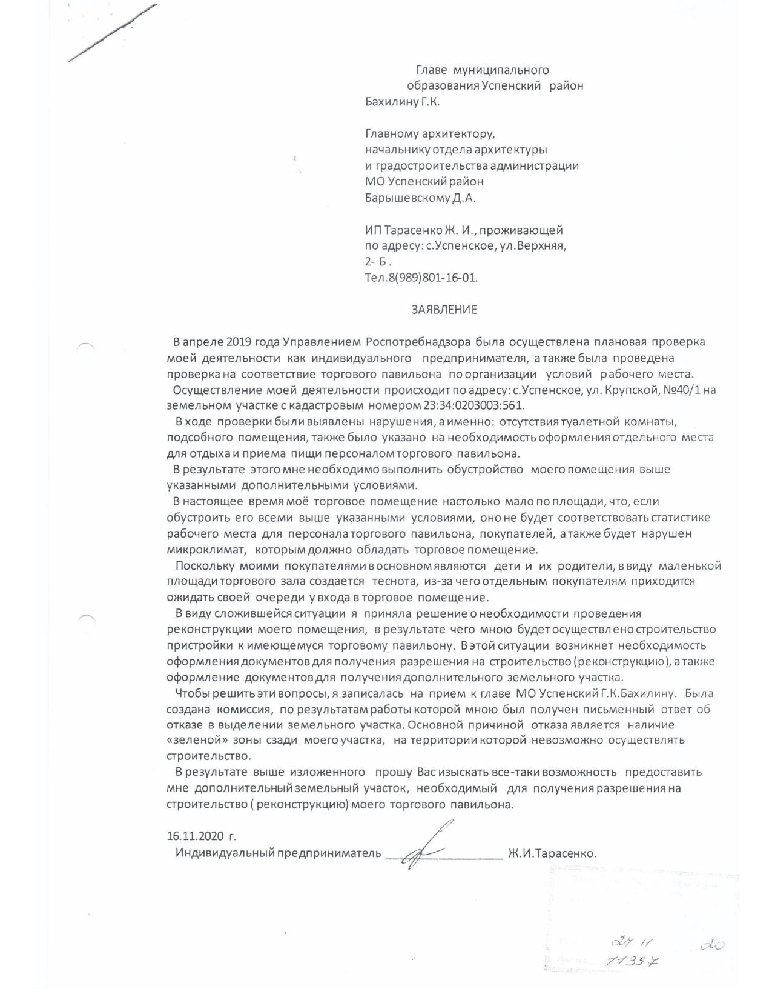 Главе муниципального
образования Успенский район
Бахилину Г.К.
Главному архитектору,
начальнику отдела архитектуры
и градостроительства администрации
МО Успенский район
Барышевскому Д.А.
ИП Тарасенко Ж. И., проживающей
по адресу: с.Успенское, ул.Верхняя,
2- Б .
Тел.8(989)801-16-01.
ЗАЯВЛЕНИЕ
В апреле 2019 года Управлением Роспотребнадзора была осуществлена плановая проверка
моей деятельности как индивидуального предпринимателя, а также была проведена
проверка на соответствие торгового павильона по организации условий рабочего места.
Осуществление моей деятельности происходит по адресу: с.Успенское, ул. Крупской, №40/1 на
земельном участке с кадастровым номером 23:34:0203003:561.
В ходе проверки были выявлены нарушения, а именно: отсутствия туалетной комнаты,
подсобного помещения, также было указано на необходимость оформления отдельного места
для отдыха и приема пищи персоналом торгового павильона.
В результате этого мне необходимо выполнить обустройство моего помещения выше
указанными дополнительными условиями.
В настоящее время моё торговое помещение настолько мало по площади, что, если
обустроить его всеми выше указанными условиями, оно не будет соответствовать статистике
рабочего места для персонала торгового павильона, покупателей, а также будет нарушен
микроклимат, которым должно обладать торговое помещение.
Поскольку моими покупателями в основном являются дети и их родители, в виду маленькой
площади торгового зала создается теснота, из-за чего отдельным покупателям приходится
ожидать своей очереди у входа в торговое помещение.
В виду сложившейся ситуации я приняла решение о необходимости проведения
реконструкции моего помещения, в результате чего мною будет осуществлено строительство
пристройки к имеющемуся торговому павильону. В этой ситуации возникнет необходимость
оформления документов для получения разрешения на строительство (реконструкцию), а также
оформление документов для получения дополнительного земельного участка.
Чтобы решить эти вопросы, я записалась на прием к главе МО Успенский Г.К.Бахилину. Была
создана комиссия, по результатам работы которой мною был получен письменный ответ об
отказе в выделении земельного участка. Основной причиной отказа является наличие
«зеленой» зоны сзади моего участка, на территории которой невозможно осуществлять
строительство.
В результате выше изложенного прошу Вас изыскать все-таки возможность предоставить
мне дополнительный земельный участок, необходимый для получения разрешения на
строительство ( реконструкцию) моего торгового павильона.
16.11.2020 г.
Индивидуальный предприниматель __________________ Ж.И.Тарасенко.
24 11 20
11397